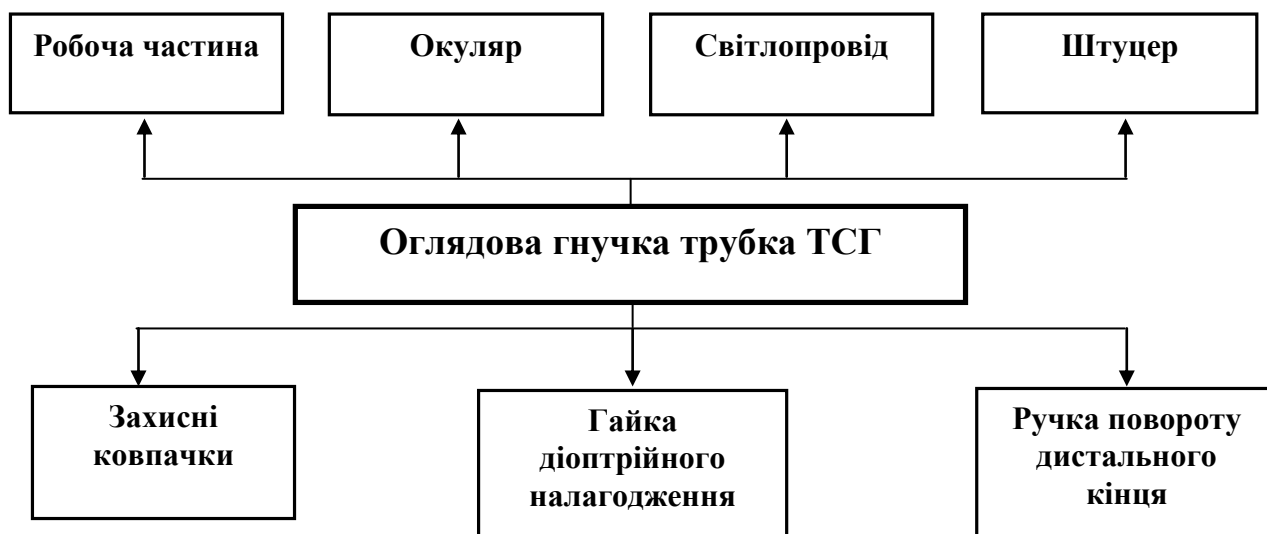 Робоча частина
Окуляр
Світлопровід
Штуцер
Оглядова гнучка трубка ТСГ
Захисні
ковпачки
Гайка
діоптрійного
налагодження
Ручка повороту
дистального
кінця